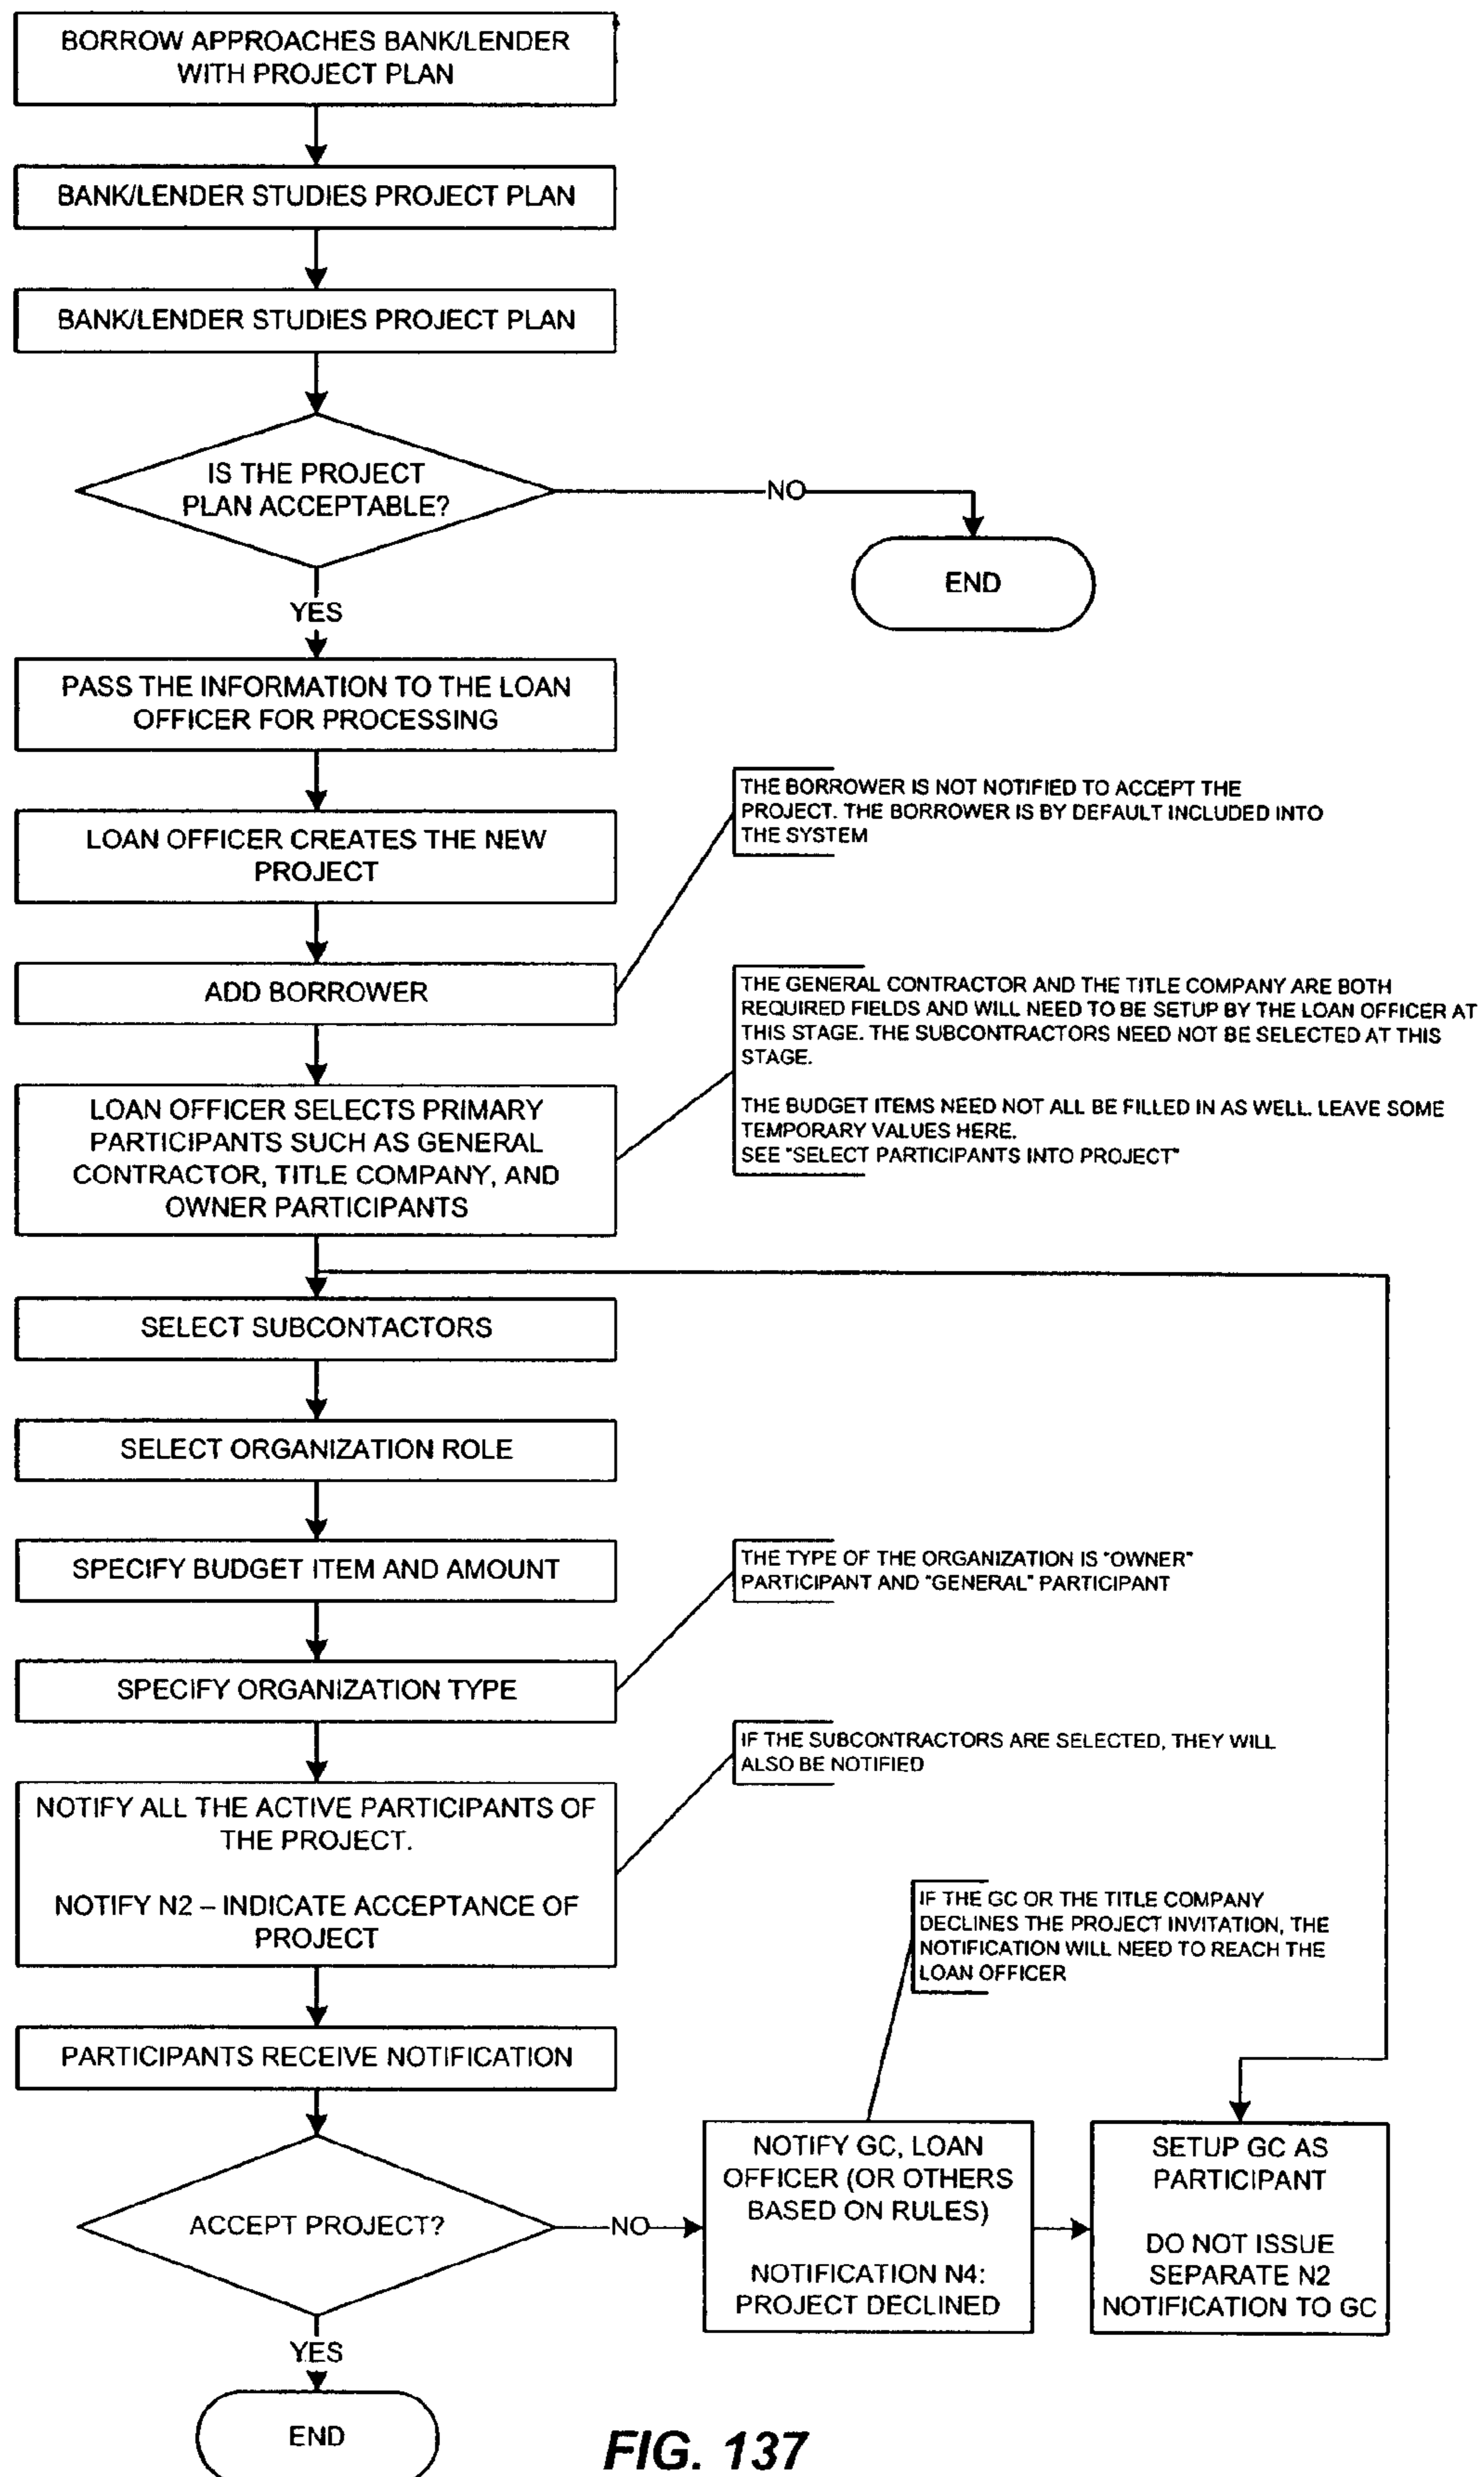 BORROW APPROACHES BANK/LENDER
WITH PROJECT PLAN
BANK/LENDER STUDIES PROJECT PLAN
BANK/LENDER STUDIES PROJECT PLAN
IS THE PROJECT
PLAN ACCEPTABLE?
NO
END
YES
PASS THE INFORMATION TO THE LOAN
OFFICER FOR PROCESSING
LOAN OFFICER CREATES THE NEW
PROJECT
THE BORROWER IS NOT NOTIFIED TO ACCEPT THE
PROJECT. THE BORROWER IS BY DEFAULT INCLUDED INTO
THE SYSTEM
ADD BORROWER
THE GENERAL CONTRACTOR AND THE TITLE COMPANY ARE BOTH
REQUIRED FIELDS AND WILL NEED TO BE SETUP BY THE LOAN OFFICER AT
THIS STAGE. THE SUBCONTRACTORS NEED NOT BE SELECTED AT THIS
STAGE.
THE BUDGET ITEMS NEED NOT ALL BE FILLED IN AS WELL. LEAVE SOME
TEMPORARY VALUES HERE.
SEE "SELECT PARTICIPANTS INTO PROJECT"
LOAN OFFICER SELECTS PRIMARY
PARTICIPANTS SUCH AS GENERAL
CONTRACTOR, TITLE COMPANY, AND
OWNER PARTICIPANTS
SELECT SUBCONTACTORS
SELECT ORGANIZATION ROLE
SPECIFY BUDGET ITEM AND AMOUNT
THE TYPE OF THE ORGANIZATION IS "OWNER"
PARTICIPANT AND "GENERAL" PARTICIPANT
SPECIFY ORGANIZATION TYPE
IF THE SUBCONTRACTORS ARE SELECTED, THEY WILL
ALSO BE NOTIFIED
NOTIFY ALL THE ACTIVE PARTICIPANTS OF
THE PROJECT.
NOTIFY N2 – INDICATE ACCEPTANCE OF
PROJECT
IF THE GC OR THE TITLE COMPANY
DECLINES THE PROJECT INVITATION, THE
NOTIFICATION WILL NEED TO REACH THE
LOAN OFFICER
PARTICIPANTS RECEIVE NOTIFICATION
ACCEPT PROJECT?
NO
NOTIFY GC, LOAN
OFFICER (OR OTHERS
BASED ON RULES)
NOTIFICATION N4:
PROJECT DECLINED
SETUP GC AS
PARTICIPANT
DO NOT ISSUE
SEPARATE N2
NOTIFICATION TO GC
YES
END
FIG. 137